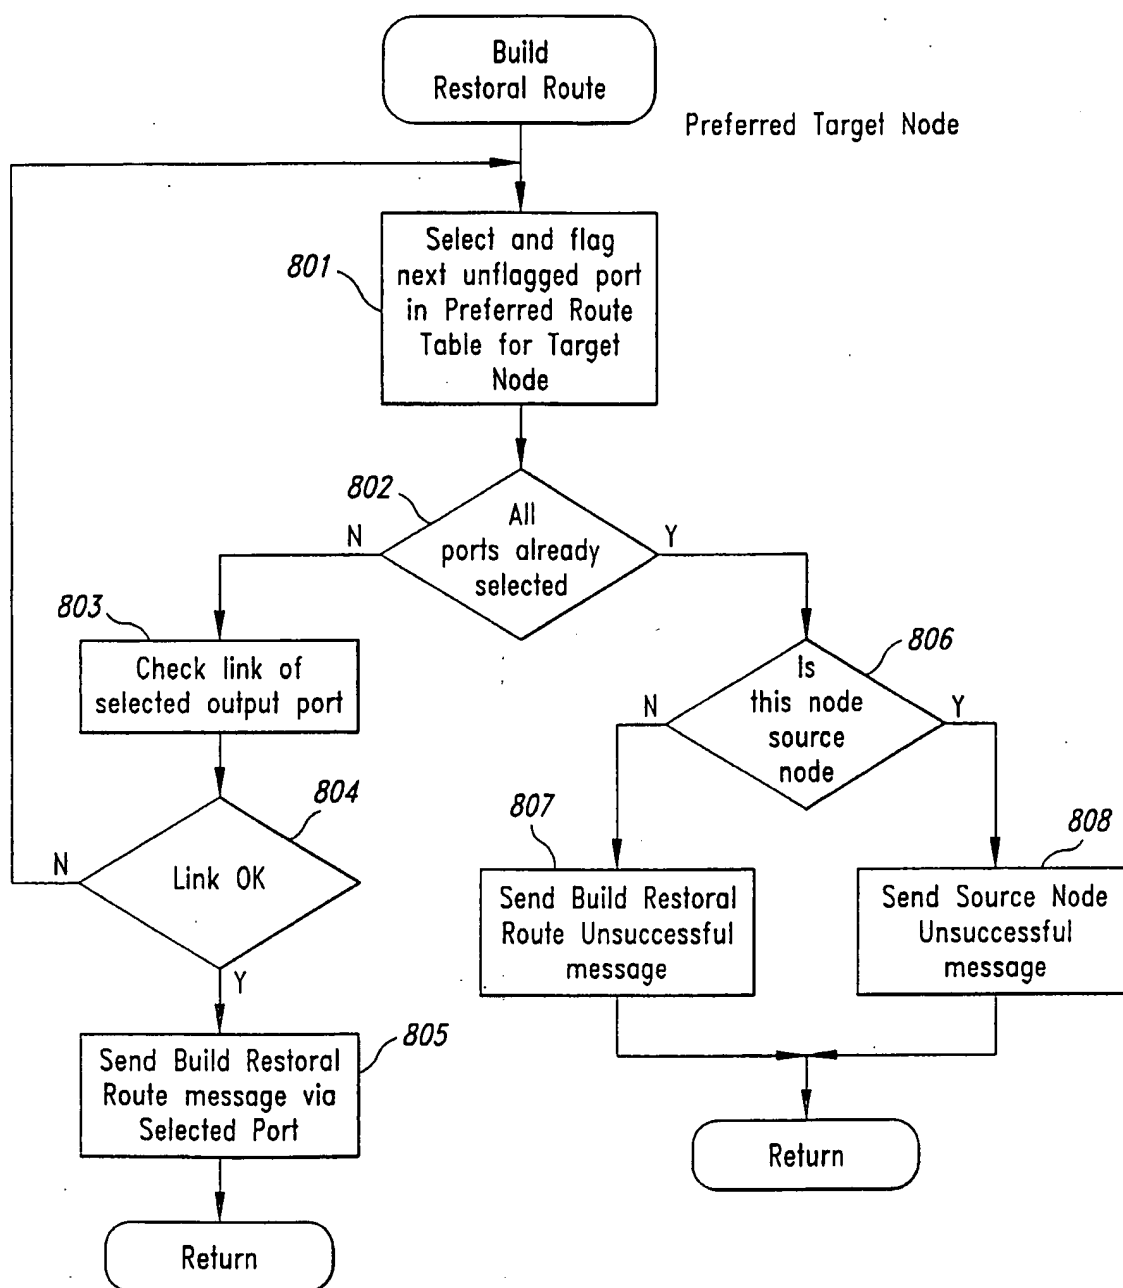 Build
Restoral Route
Preferred Target Node
801
Select and flag
next unflagged port
in Preferred Route
Table for Target
Node
802
N
All
ports already
selected
Y
803
Check link of
selected output port
806
N
Is
this node
source
node
Y
804
N
Link OK
Y
807
Send Build Restoral
Route Unsuccessful
message
808
Send Source Node
Unsuccessful
message
805
Send Build Restoral
Route message via
Selected Port
Return
Return